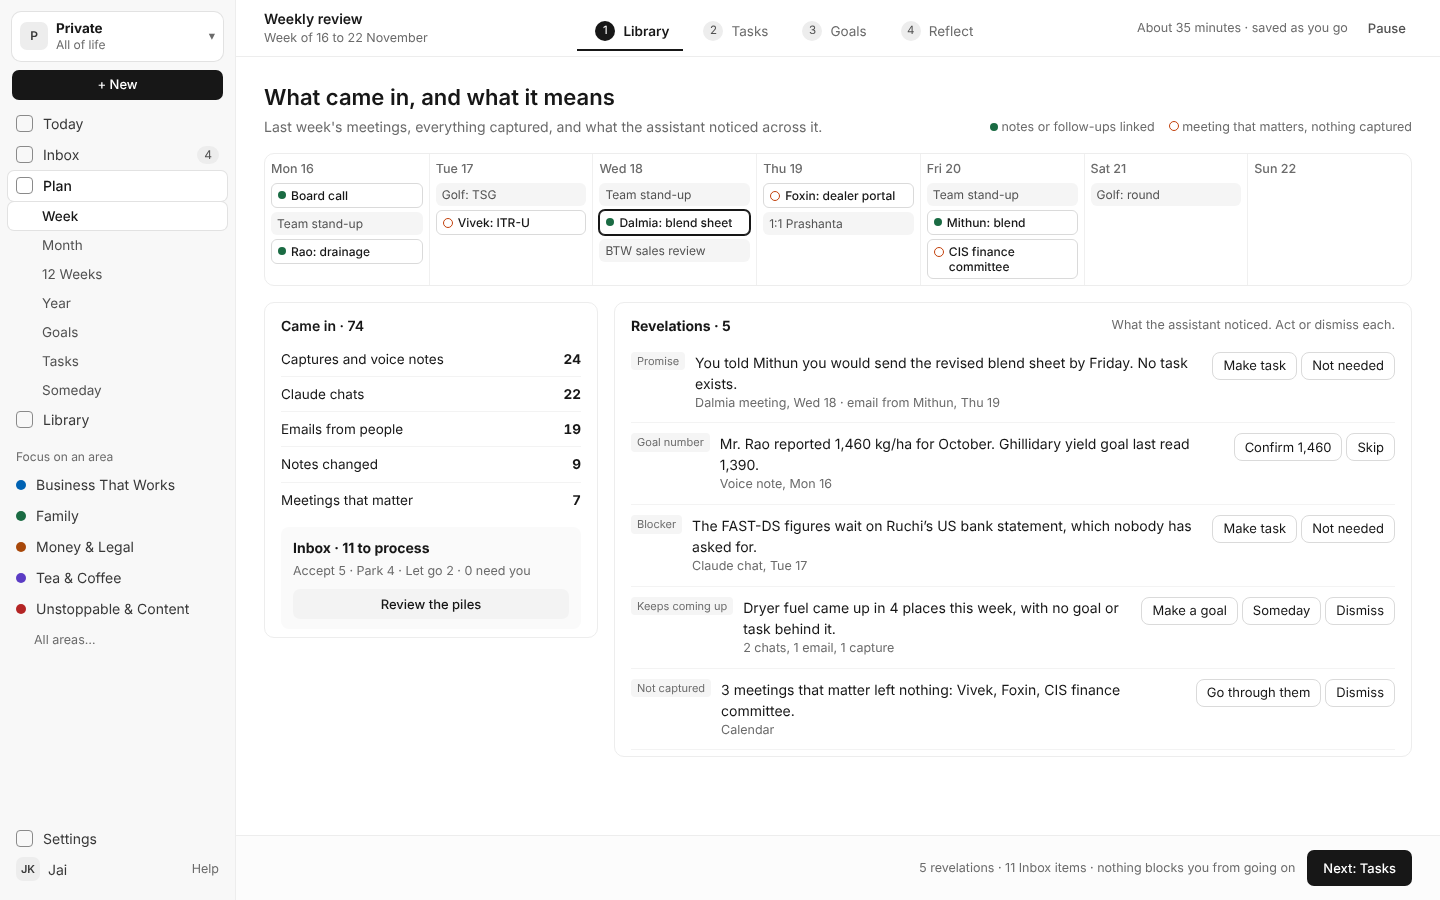 P
Private
All of life
+ New
Today
Inbox 4
Plan
Week
Month
12 Weeks
Year
Goals
Tasks
Someday
Library
Focus on an area
Business That Works
Family
Money & Legal
Tea & Coffee
Unstoppable & Content
All areas...
Settings
JK Jai Help
Weekly review
Week of 16 to 22 November
1 Library 2 Tasks 3 Goals 4 Reflect
About 35 minutes · saved as you go Pause
What came in, and what it means
Last week's meetings, everything captured, and what the assistant noticed across it.
notes or follow-ups linked meeting that matters, nothing captured
Mon 16
Board call
Team stand-up
Rao: drainage
Tue 17
Golf: TSG
Vivek: ITR-U
Wed 18
Team stand-up
Dalmia: blend sheet
BTW sales review
Thu 19
Foxin: dealer portal
1:1 Prashanta
Fri 20
Team stand-up
Mithun: blend
CIS finance
committee
Sat 21
Golf: round
Sun 22
Came in · 74
Captures and voice notes 24
Claude chats 22
Emails from people 19
Notes changed 9
Meetings that matter 7
Inbox · 11 to process
Accept 5 · Park 4 · Let go 2 · 0 need you
Review the piles
Revelations · 5 What the assistant noticed. Act or dismiss each.
Promise You told Mithun you would send the revised blend sheet by Friday. No task Make task Not needed
exists.
Dalmia meeting, Wed 18 · email from Mithun, Thu 19
Goal number Mr. Rao reported 1,460 kg/ha for October. Ghillidary yield goal last read Confirm 1,460 Skip
1,390.
Voice note, Mon 16
Blocker The FAST-DS figures wait on Ruchi’s US bank statement, which nobody has Make task Not needed
asked for.
Claude chat, Tue 17
Keeps coming up Dryer fuel came up in 4 places this week, with no goal or Make a goal Someday Dismiss
task behind it.
2 chats, 1 email, 1 capture
Not captured 3 meetings that matter left nothing: Vivek, Foxin, CIS finance Go through them Dismiss
committee.
Calendar
5 revelations · 11 Inbox items · nothing blocks you from going on Next: Tasks